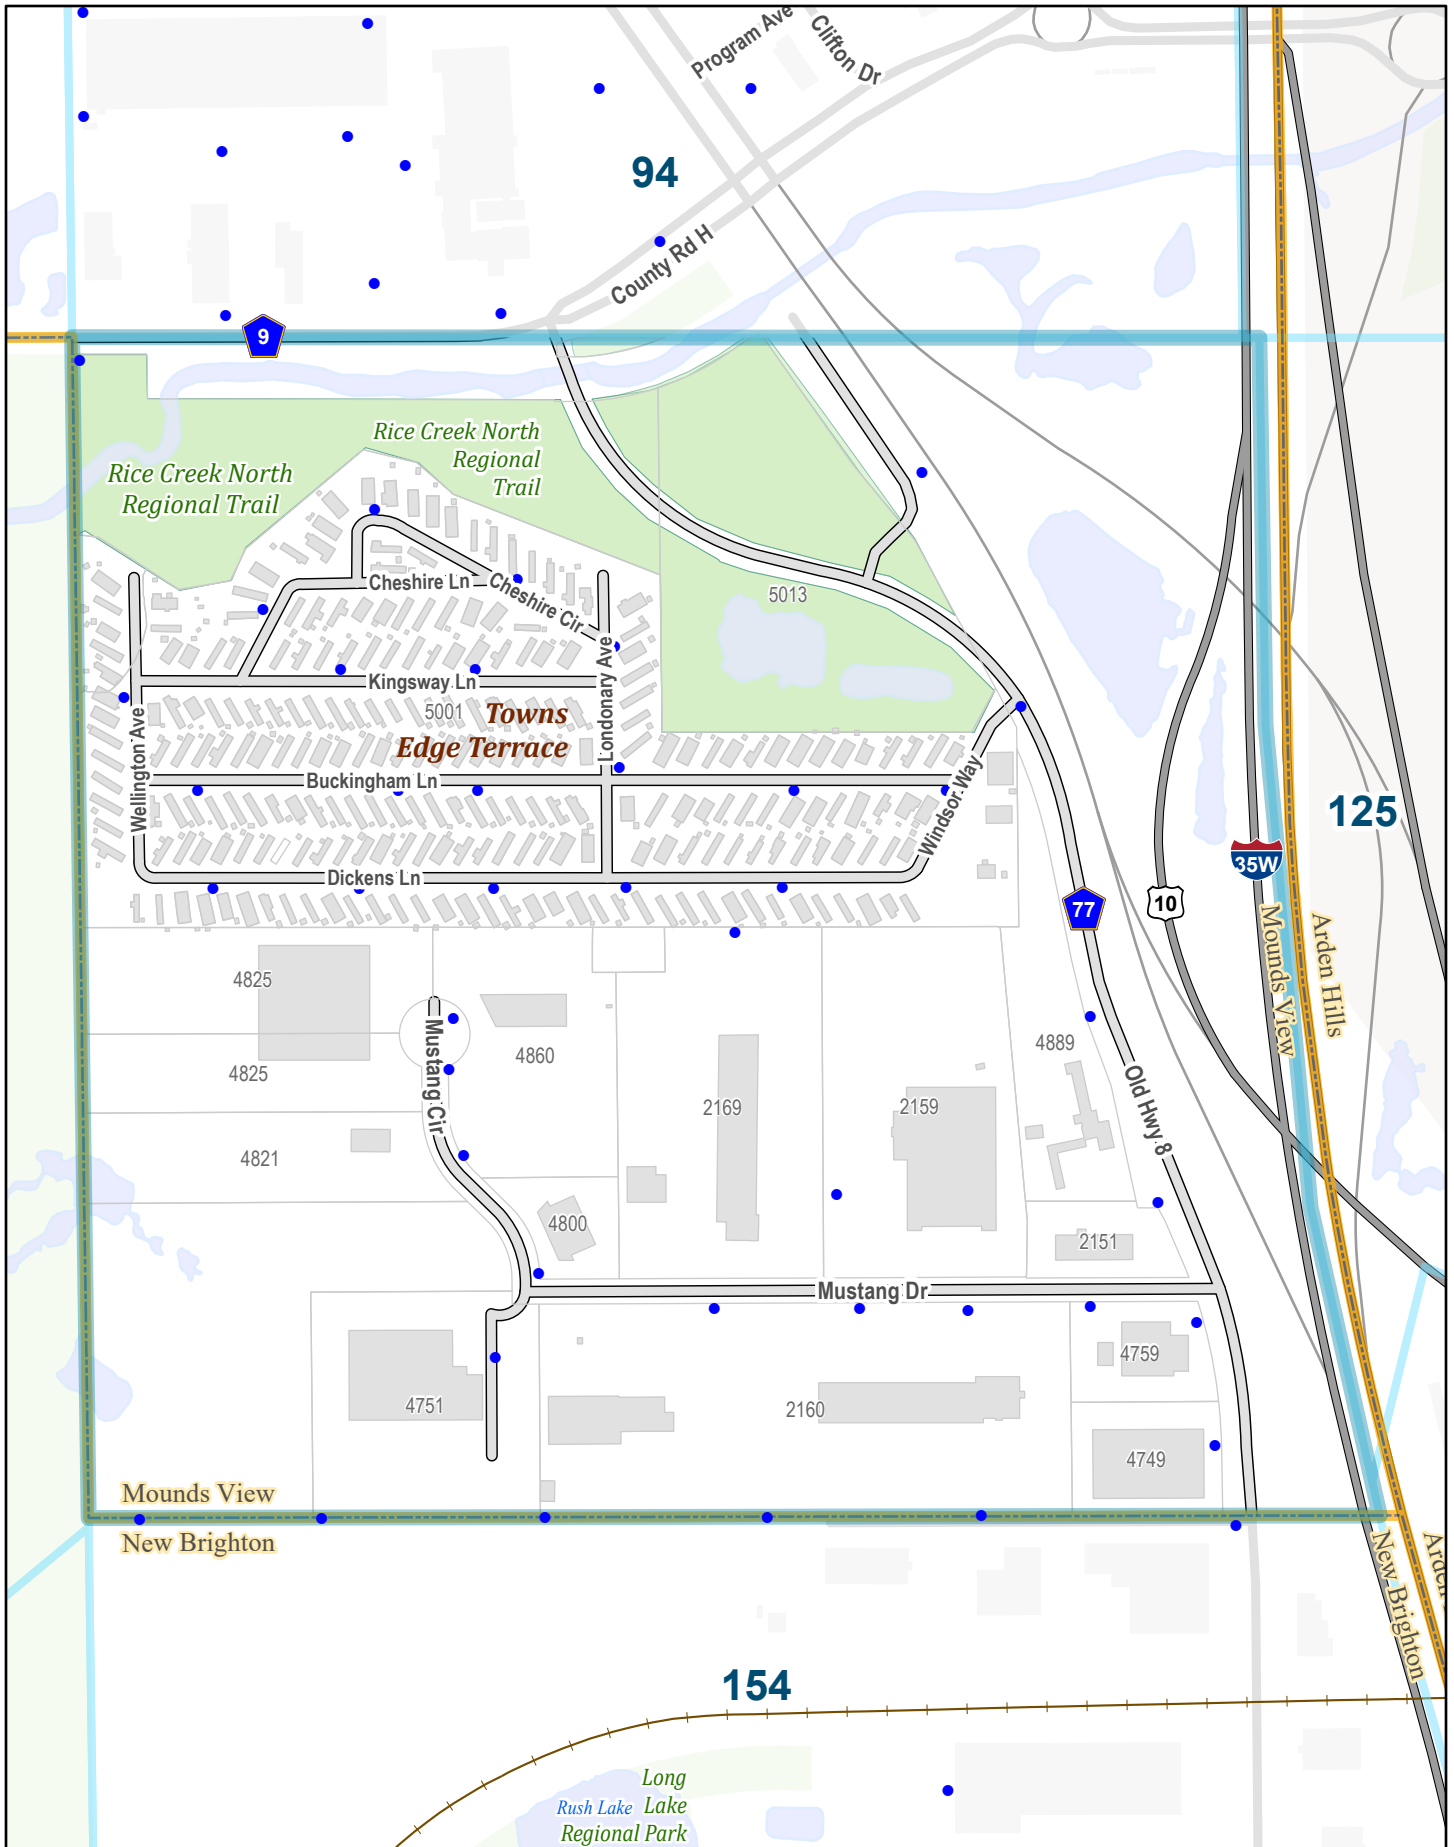 Program Ave
Clifton Dr
94
County Rd H
9
Rice Creek North
Regional
Trail
Rice Creek North
Regional Trail
Cheshire Ln
Cheshire Cir
5013
Kingsway Ln
Londonary Ave
5001
Towns
Edge Terrace
Wellington Ave
Buckingham Ln
Windsor Way
125
35W
Dickens Ln
77
10
Mounds View
Arden Hills
4825
4860
4825
Mustang Cir
4889
2169
2159
Old Hwy 8
4821
4800
2151
Mustang Dr
4759
4751
2160
4749
Mounds View
New Brighton
New Brighton
154
Long
Rush Lake
Lake
Regional Park